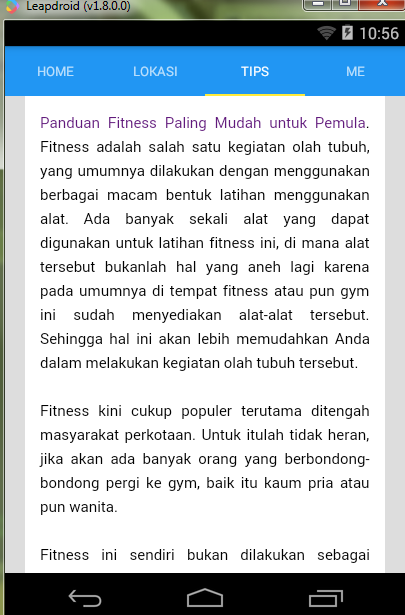 Leapdroid (v1.8.0.0)
10:56
HOME LOKASI TIPS ME
Panduan Fitness Paling Mudah untuk Pemula.
Fitness adalah salah satu kegiatan olah tubuh,
yang umumnya dilakukan dengan menggunakan
berbagai macam bentuk latihan menggunakan
alat. Ada banyak sekali alat yang dapat
digunakan untuk latihan fitness ini, di mana alat
tersebut bukanlah hal yang aneh lagi karena
pada umumnya di tempat fitness atau pun gym
ini sudah menyediakan alat-alat tersebut.
Sehingga hal ini akan lebih memudahkan Anda
dalam melakukan kegiatan olah tubuh tersebut.
Fitness kini cukup populer terutama ditengah
masyarakat perkotaan. Untuk itulah tidak heran,
jika akan ada banyak orang yang berbondong-
bondong pergi ke gym, baik itu kaum pria atau
pun wanita.
Fitness ini sendiri bukan dilakukan sebagai